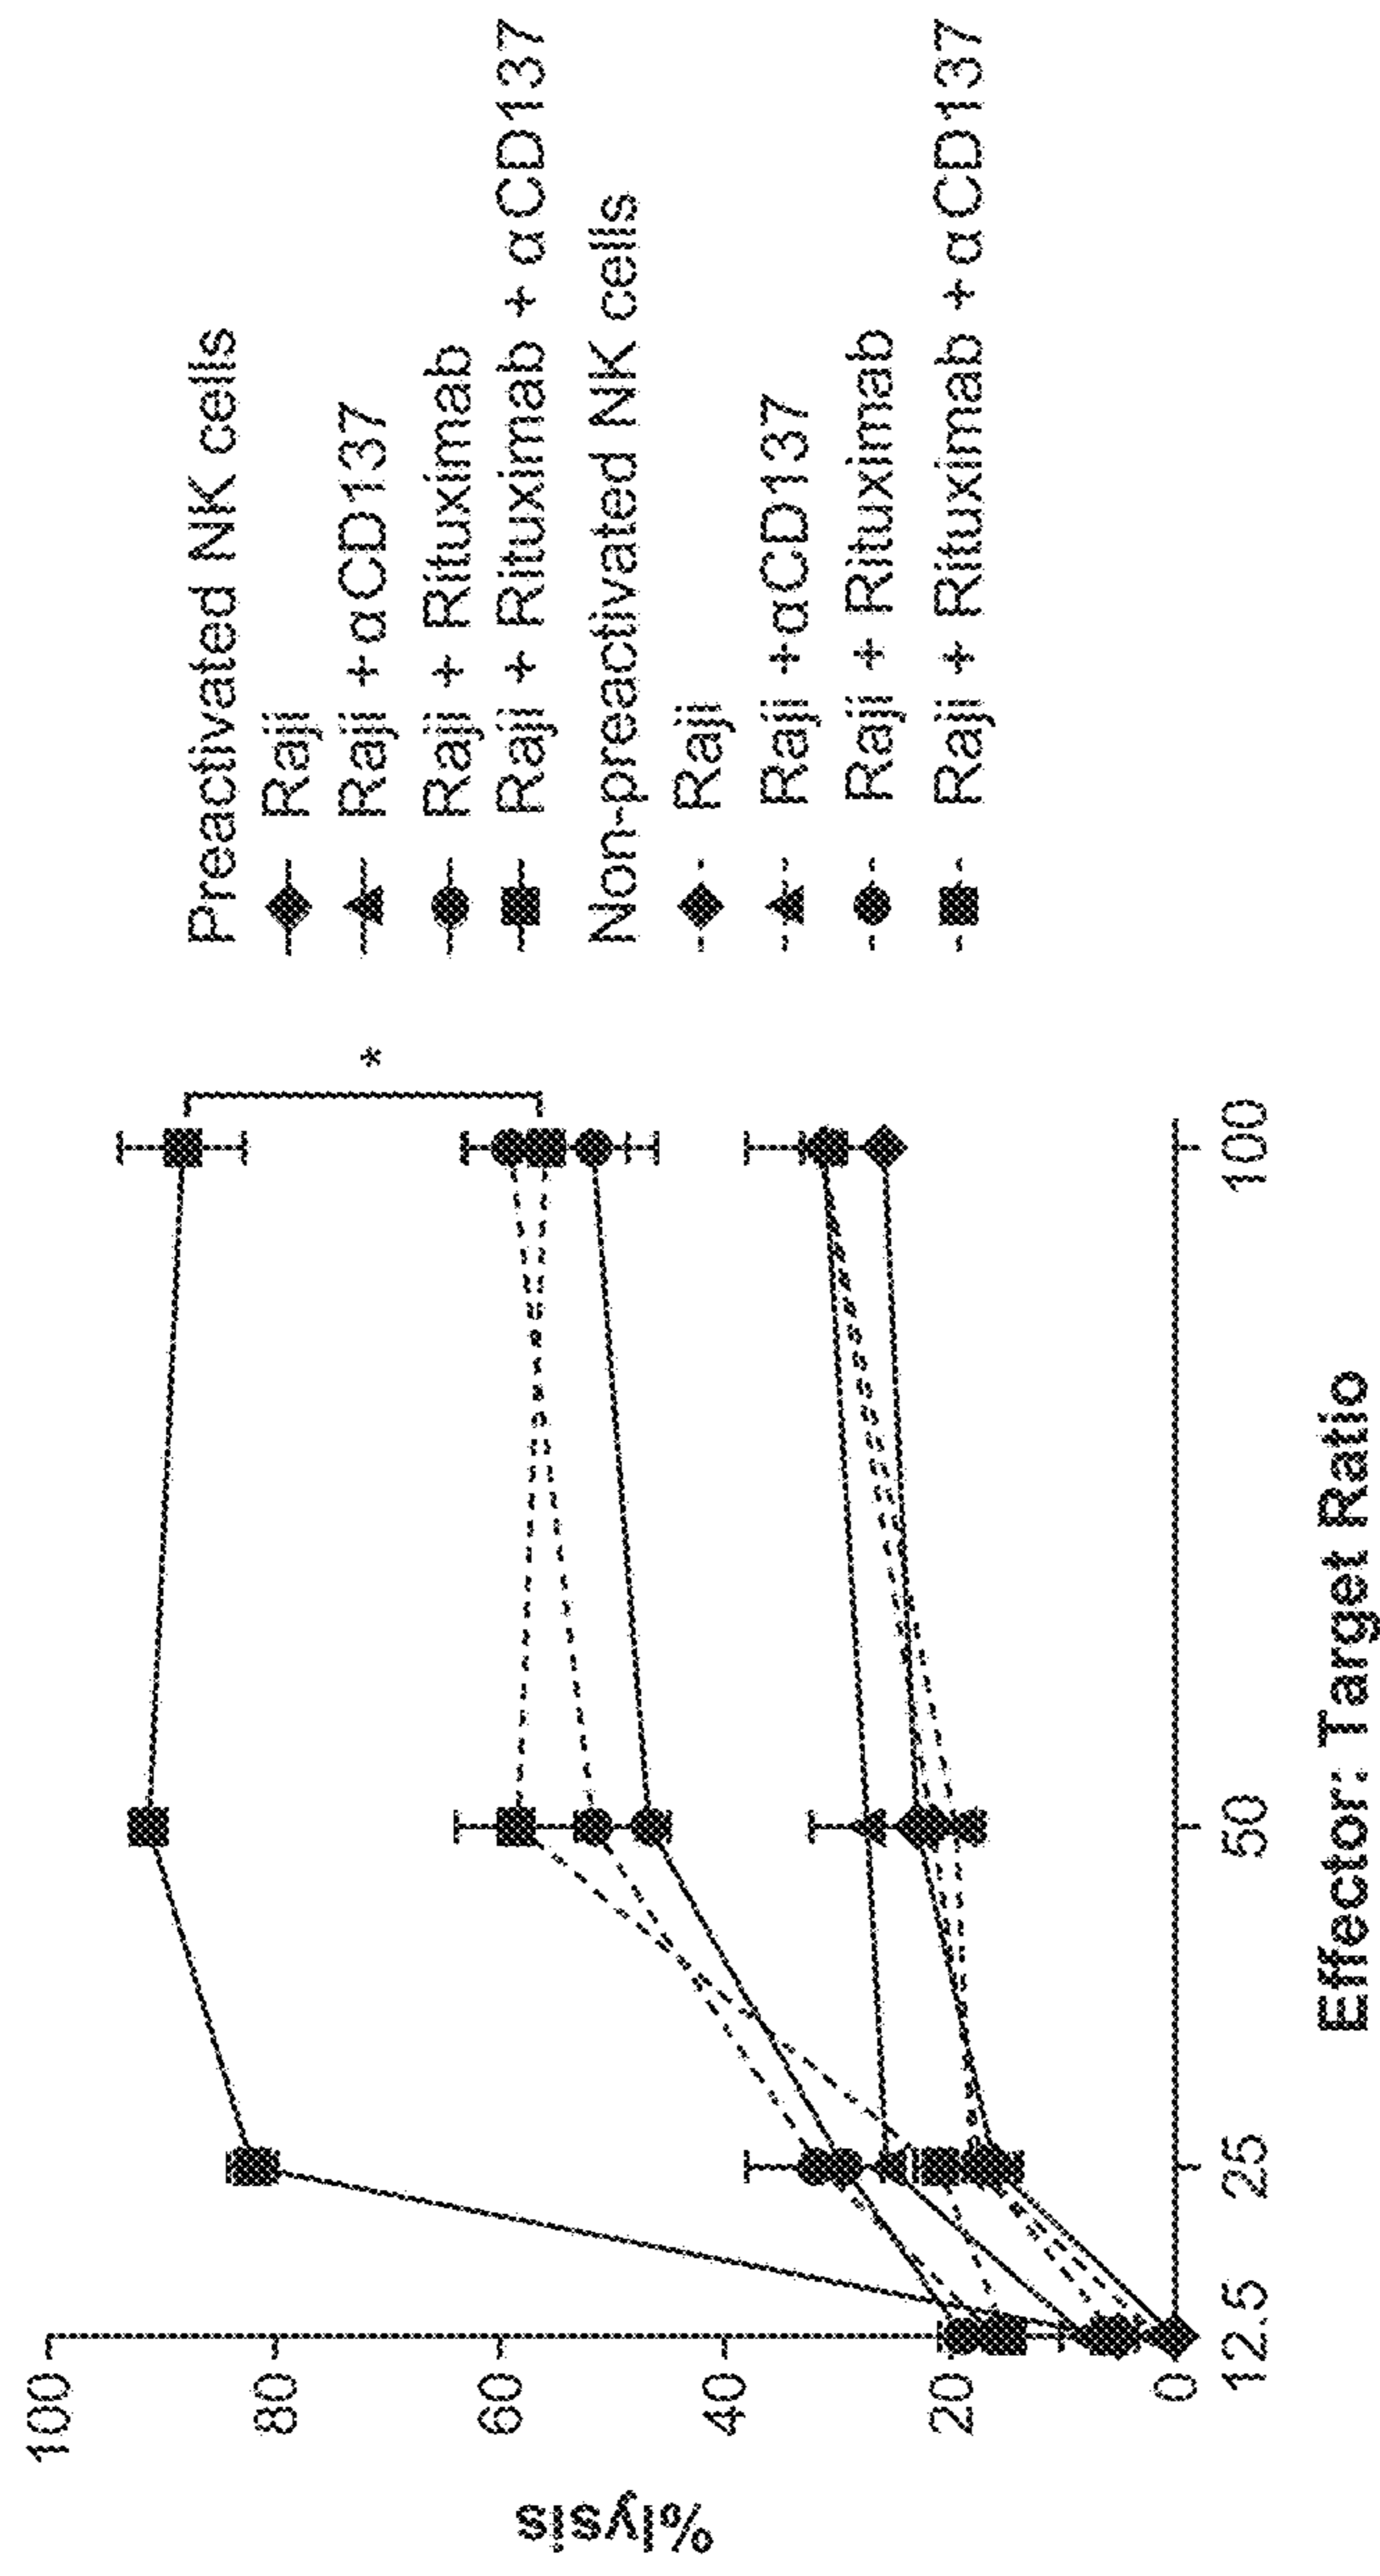 %lysis
100
80
60
40
20
0
12.5
25
50
100
Effector: Target Ratio
*
Preactivated NK cells
Raji
Raji +αCD137
Raji + Rituximab
Raji + Rituximab + αCD137
Non-preactivated NK cells
Raji
Raji +αCD137
Raji + Rituximab
Raji + Rituximab + αCD137